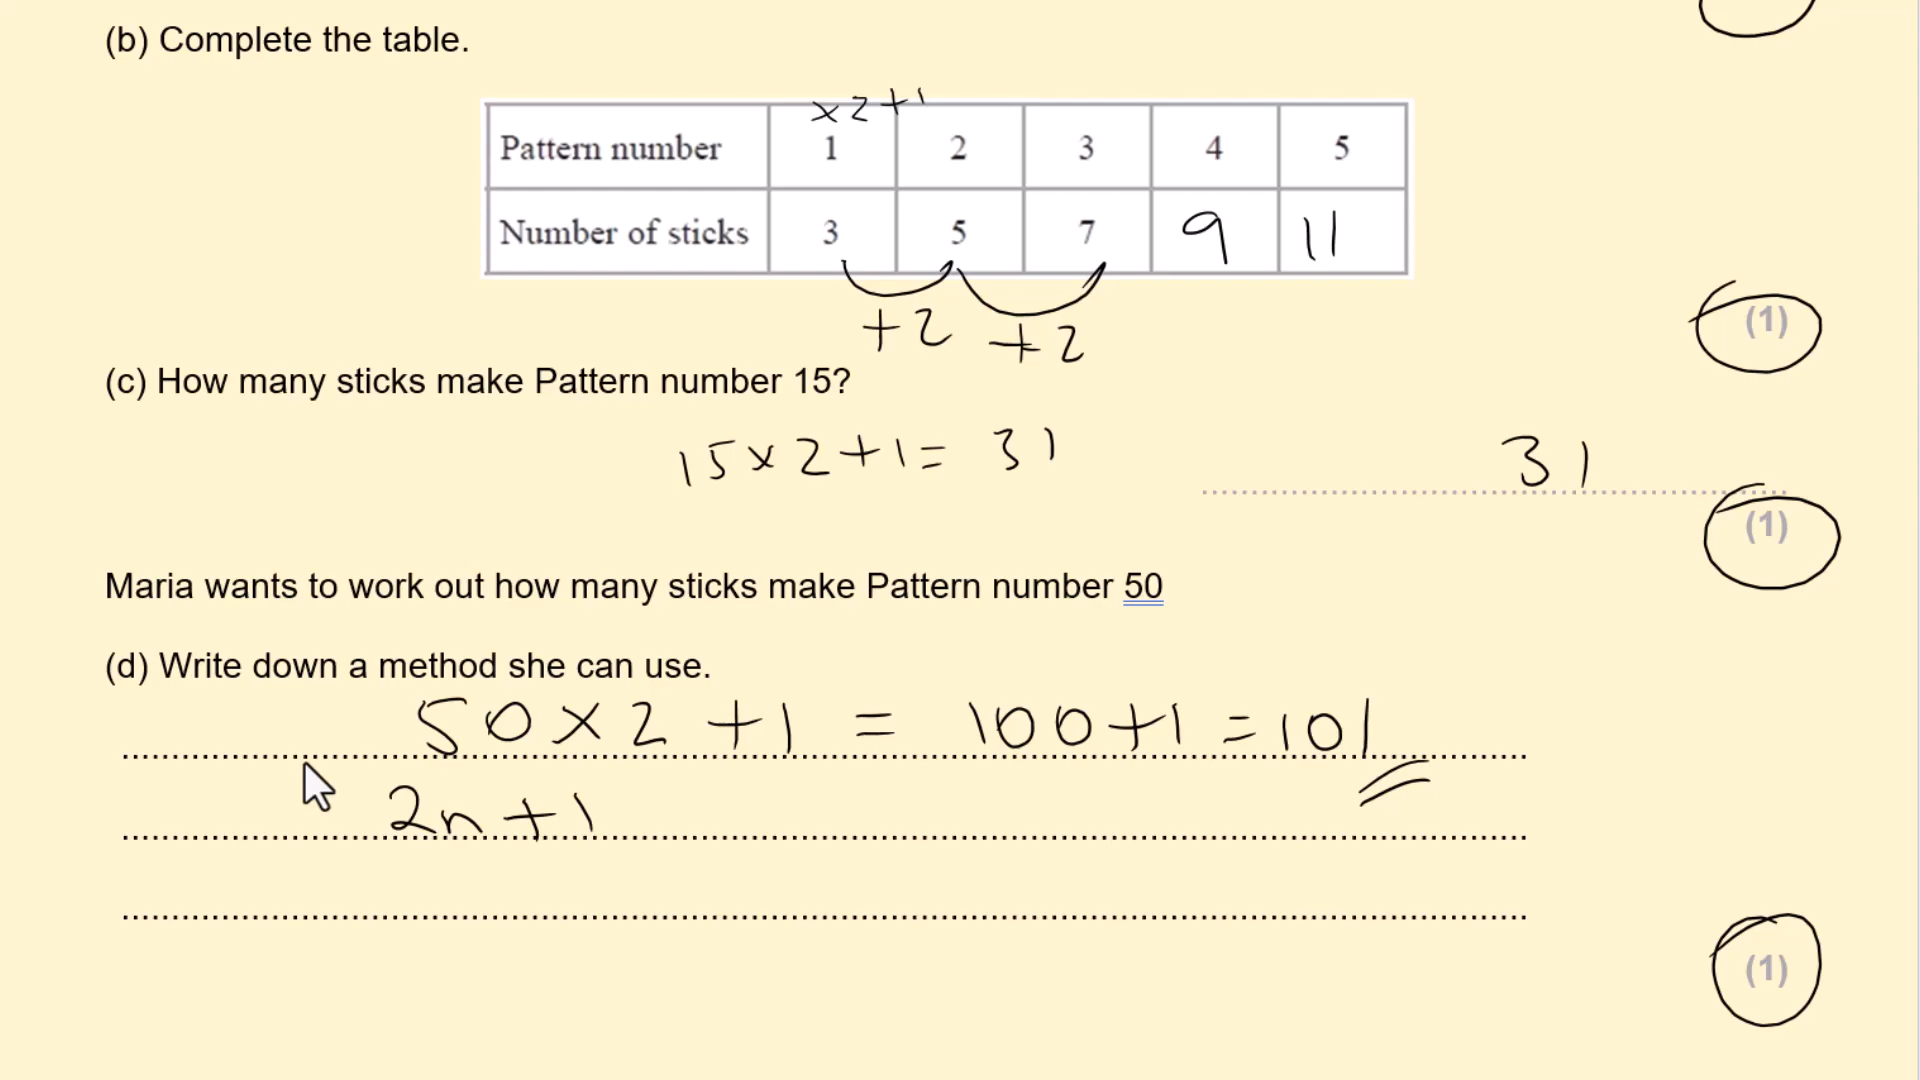 (b) Complete the table.
×2+1
Pattern number 1 2 3 4 5
Number of sticks 3 5 7 9 11
+2 +2
(1)
(c) How many sticks make Pattern number 15?
15×2+1= 31
31
(1)
Maria wants to work out how many sticks make Pattern number 50
(d) Write down a method she can use.
50×2+1 = 100+1=101
2n+1
(1)